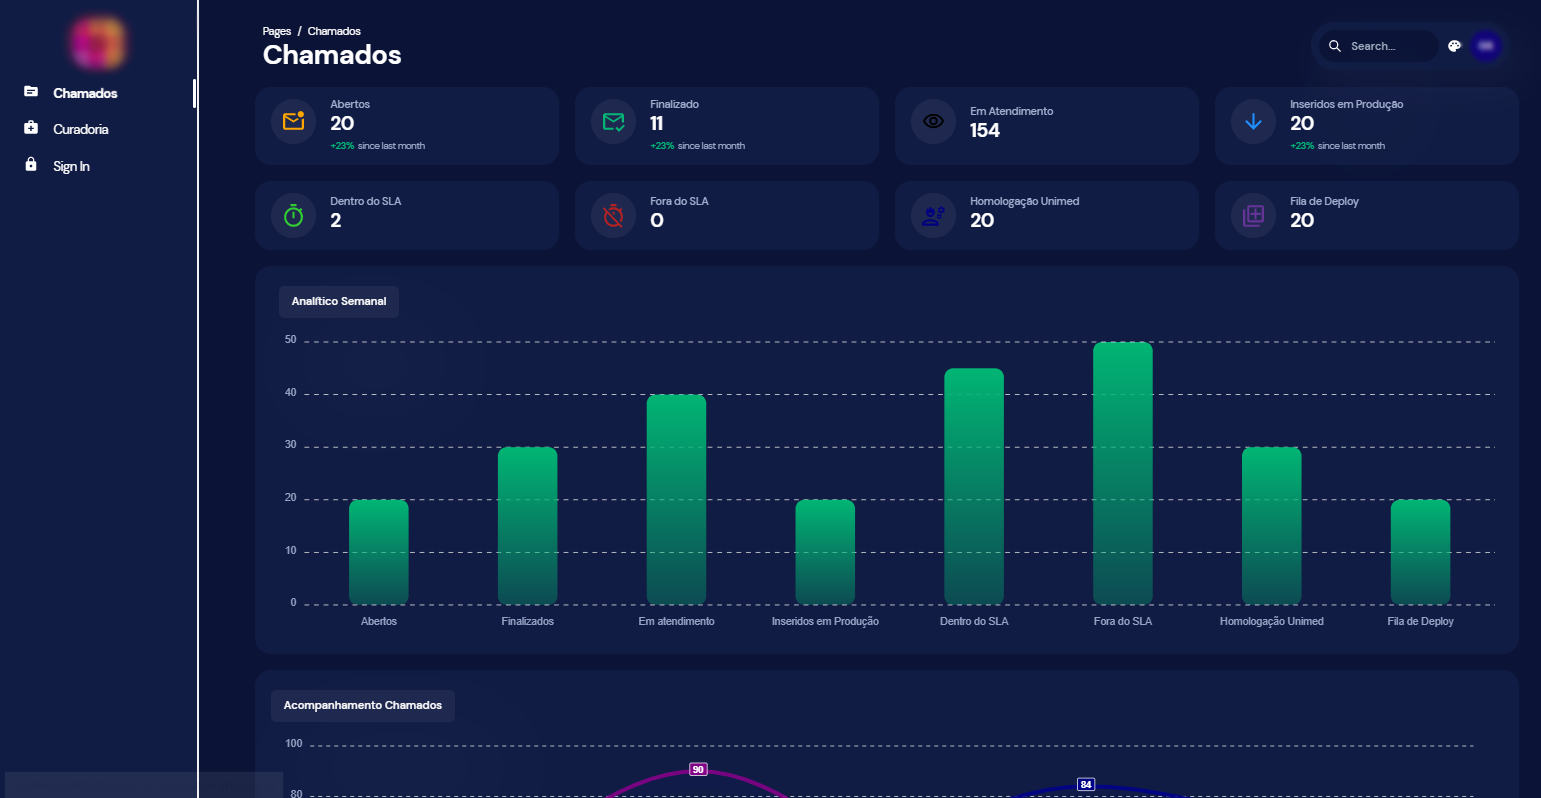 Pages / Chamados
Chamados
Search...
Chamados
Curadoria
Sign In
Abertos
20
+23% since last month
Finalizado
11
+23% since last month
Em Atendimento
154
Inseridos em Produção
20
+23% since last month
Dentro do SLA
2
Fora do SLA
0
Homologação Unimed
20
Fila de Deploy
20
Analítico Semanal
50
40
30
20
10
0
Abertos
Finalizados
Em atendimento
Inseridos em Produção
Dentro do SLA
Fora do SLA
Homologação Unimed
Fila de Deploy
Acompanhamento Chamados
100
90
84
80